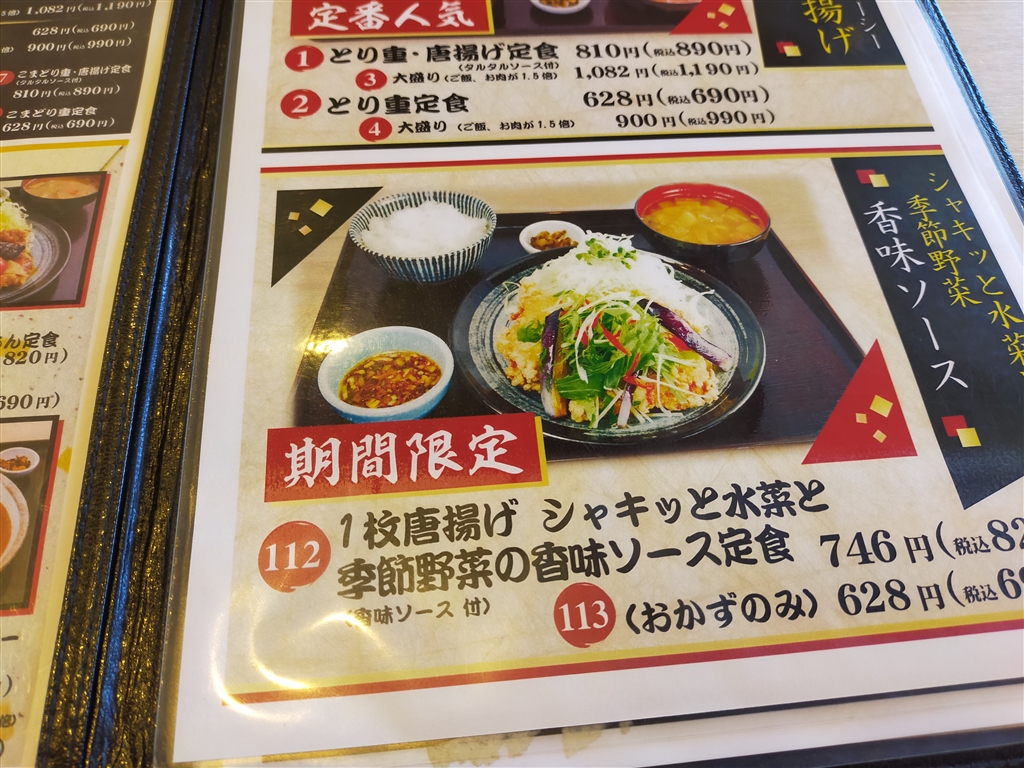 1,082円(税込1,190円)
628円(税込690円)
900円(税込990円)
こまどり重・唐揚げ定食
(タルタルソース付)
810円(税込890円)
こまどり重定食
628円(税込690円)
ん定食
820円)
690円)
定番人気
1 とり重・唐揚げ定食 810円(税込890円)
(タルタルソース付)
3 大盛り(ご飯、お肉が1.5倍) 1,082円(税込1,190円)
2 とり重定食 628円(税込690円)
4 大盛り(ご飯、お肉が1.5倍) 900円(税込990円)
揚げ
ーシー
シャキッと水菜
季節野菜
香味ソース
期間限定
112 1枚唐揚げ シャキッと水菜と
季節野菜の香味ソース定食 746円(税込82
(香味ソース 付)
113 (おかずのみ) 628円(税込6